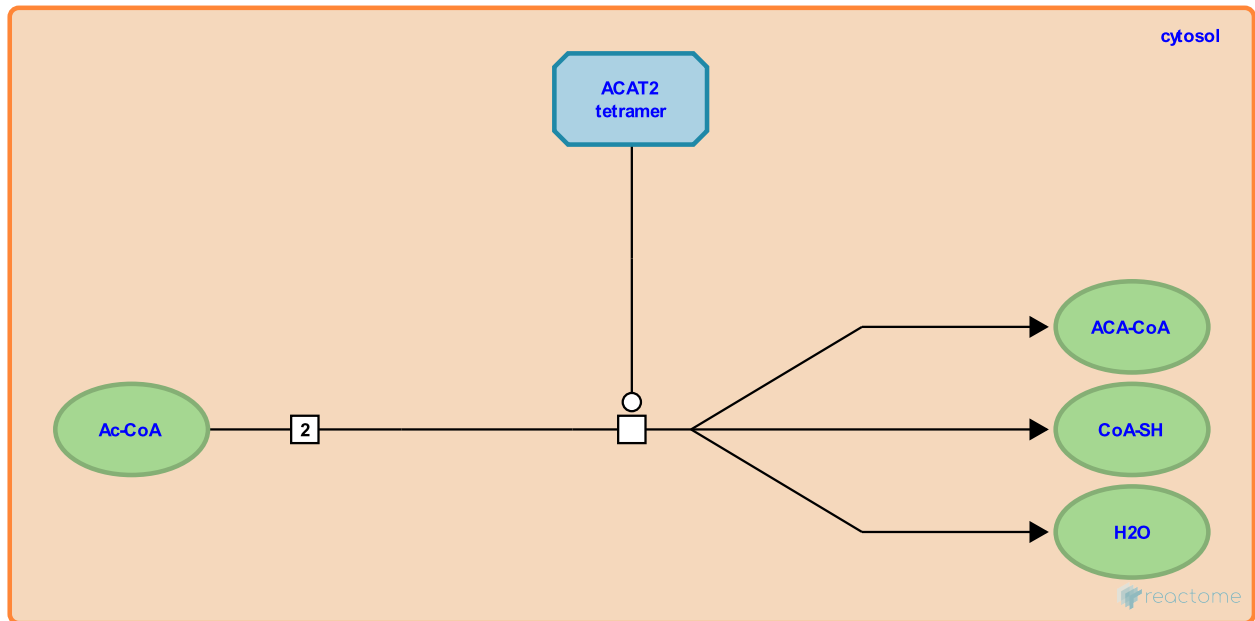 cytosol
ACAT2
tetramer
ACA-CoA
Ac-CoA
2
CoA-SH
H2O
reactome